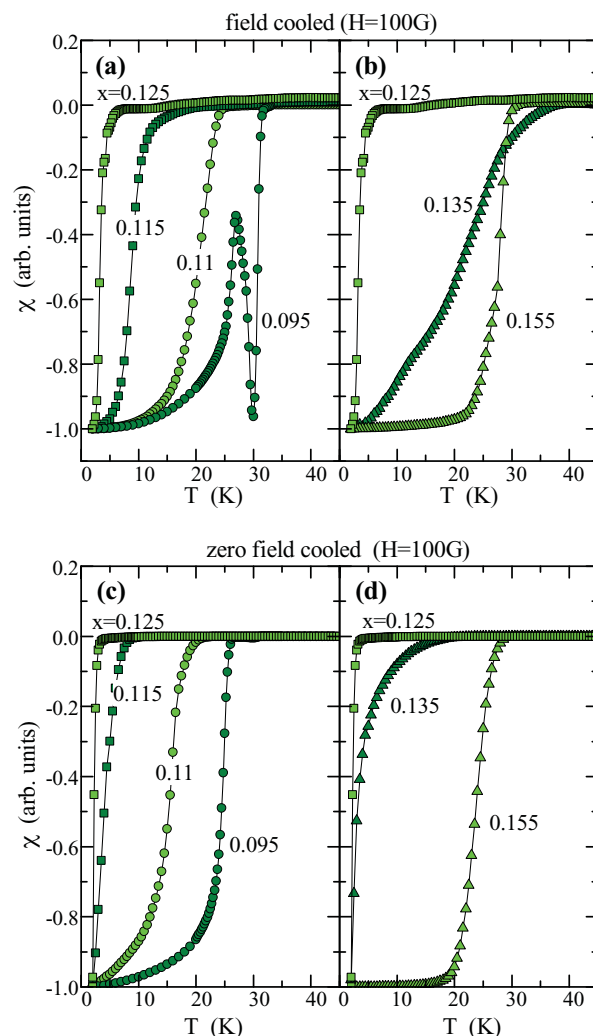 field cooled (H=100G)
0.2
0.0
-0.2
-0.4
-0.6
-0.8
-1.0
χ (arb. units)
(a)
x=0.125
0.115
0.11
0.095
0 10 20 30 40
T (K)
(b)
x=0.125
0.135
0.155
0 10 20 30 40
T (K)
zero field cooled (H=100G)
0.2
0.0
-0.2
-0.4
-0.6
-0.8
-1.0
χ (arb. units)
(c)
x=0.125
0.115
0.11
0.095
0 10 20 30 40
T (K)
(d)
x=0.125
0.135
0.155
0 10 20 30 40
T (K)